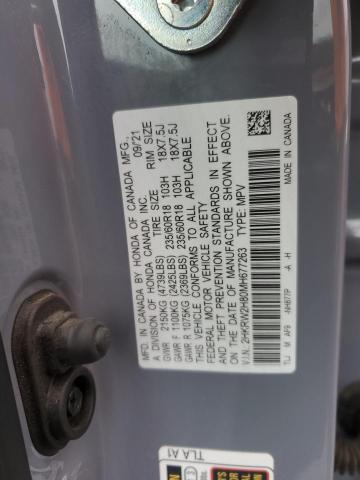 MFD. IN CANADA BY HONDA OF CANADA MFG., 09/21
A DIVISION OF HONDA CANADA INC.
TIRE SIZE RIM SIZE
GVWR 2150KG (4739LBS)
GAWR F 1100KG (2425LBS) 235/60R18 103H 18X7.5J
GAWR R 1075KG (2369LBS) 235/60R18 103H 18X7.5J
THIS VEHICLE CONFORMS TO ALL APPLICABLE
FEDERAL MOTOR VEHICLE SAFETY
AND THEFT PREVENTION STANDARDS IN EFFECT
ON THE DATE OF MANUFACTURE SHOWN ABOVE.
V.I.N. 2HKRW2H80MH677263 TYPE: MPV
NH877P -A -H
MADE IN CANADA
TLA A1